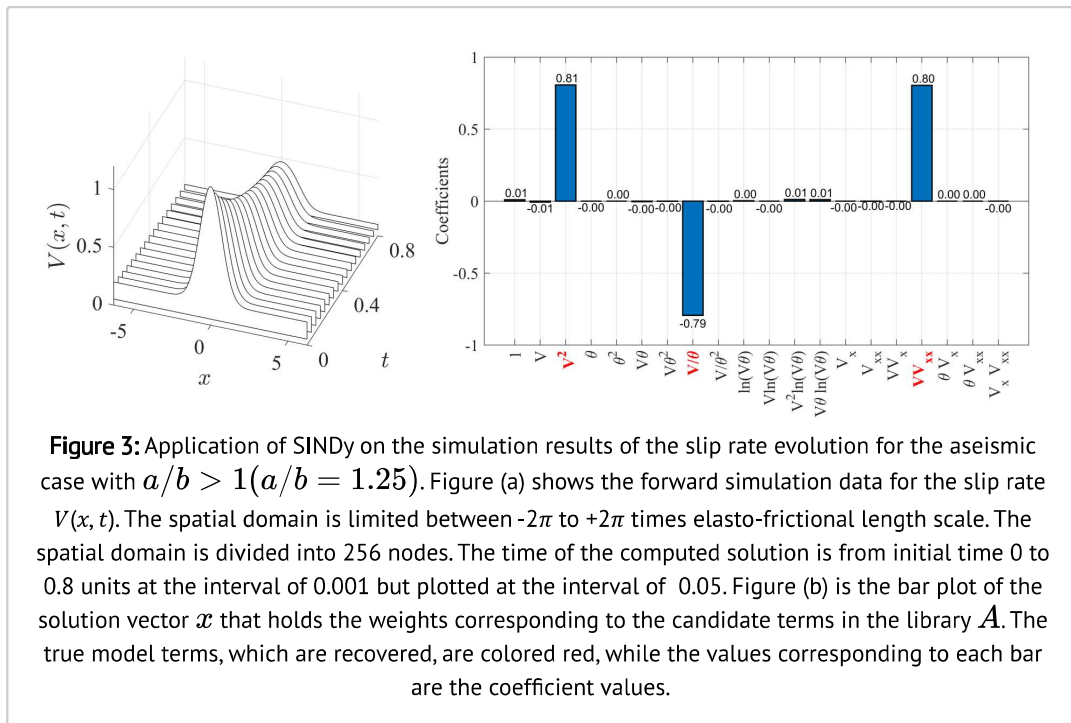 1
0.5
0
V(x, t)
-5
0
5
x
0
0.4
0.8
t
1
0.5
0
-0.5
-1
Coefficients
0.01
-0.01
0.81
-0.00
0.00
-0.00
-0.00
-0.79
-0.00
0.00
-0.00
0.01
0.01
-0.00
-0.00
-0.00
0.80
0.00
0.00
-0.00
1
V
V²
θ
θ²
Vθ
Vθ²
V/θ
V/θ²
ln(Vθ)
Vln(Vθ)
V²ln(Vθ)
Vθ ln(Vθ)
Vₓ
Vₓₓ
VVₓ
VVₓₓ
θ Vₓ
θ Vₓₓ
Vₓ Vₓₓ
Figure 3: Application of SINDy on the simulation results of the slip rate evolution for the aseismic
case with a/b > 1(a/b = 1.25). Figure (a) shows the forward simulation data for the slip rate
V(x, t). The spatial domain is limited between -2π to +2π times elasto-frictional length scale. The
spatial domain is divided into 256 nodes. The time of the computed solution is from initial time 0 to
0.8 units at the interval of 0.001 but plotted at the interval of 0.05. Figure (b) is the bar plot of the
solution vector x that holds the weights corresponding to the candidate terms in the library A. The
true model terms, which are recovered, are colored red, while the values corresponding to each bar
are the coefficient values.